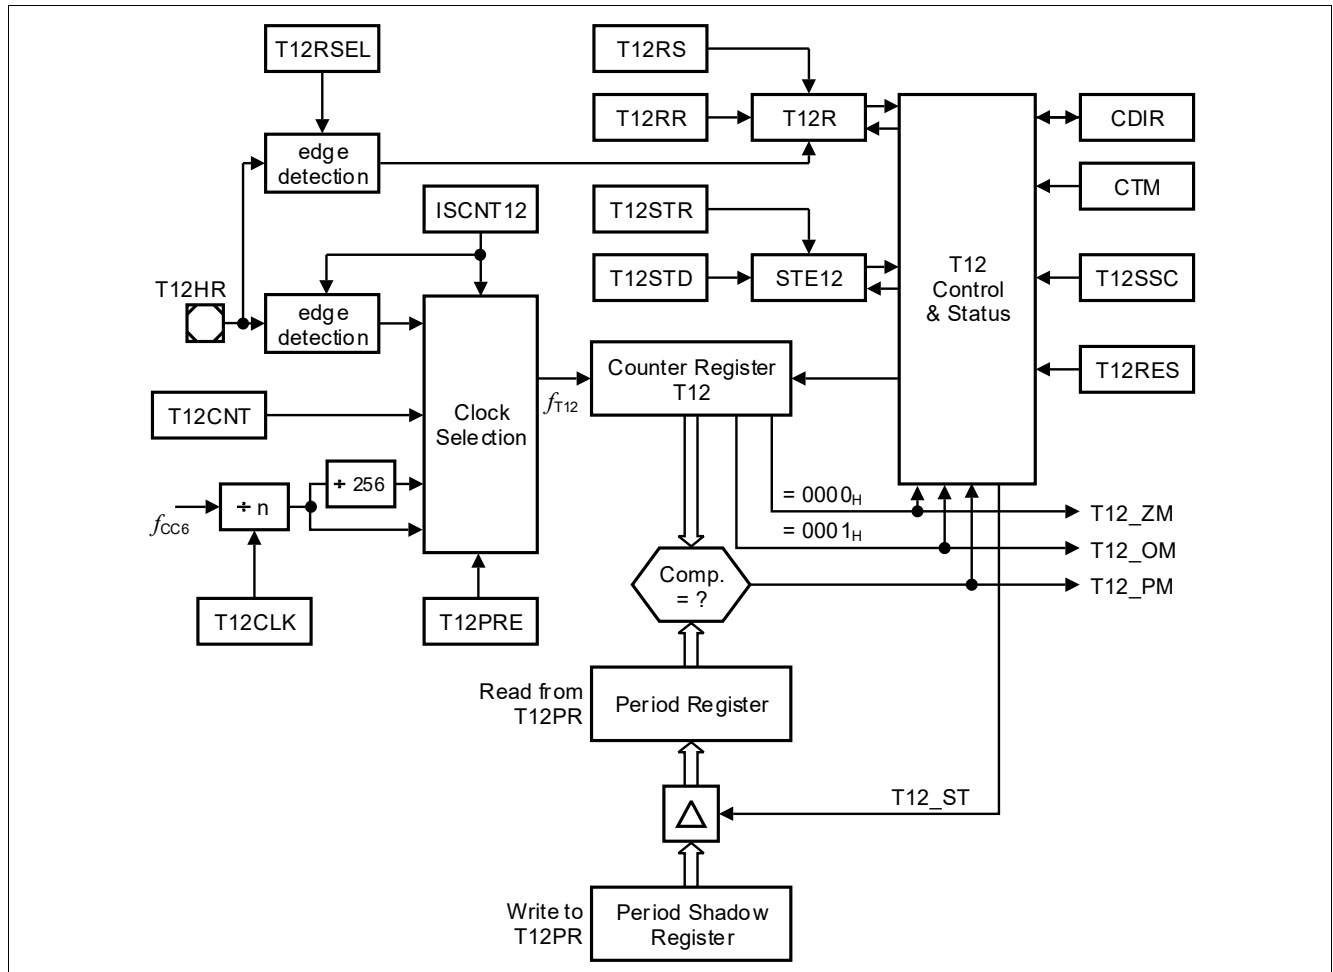 T12RSEL
T12RS
T12RR
T12R
CDIR
edge
detection
CTM
ISCNT12
T12STR
T12STD
STE12
T12
Control
& Status
T12SSC
T12HR
edge
detection
Counter Register
T12
T12RES
T12CNT
Clock
Selection
fT12
÷ 256
÷ n
fCC6
= 0000H
T12_ZM
= 0001H
T12_OM
Comp.
= ?
T12_PM
T12CLK
T12PRE
Read from
T12PR
Period Register
T12_ST
Write to
T12PR
Period Shadow
Register